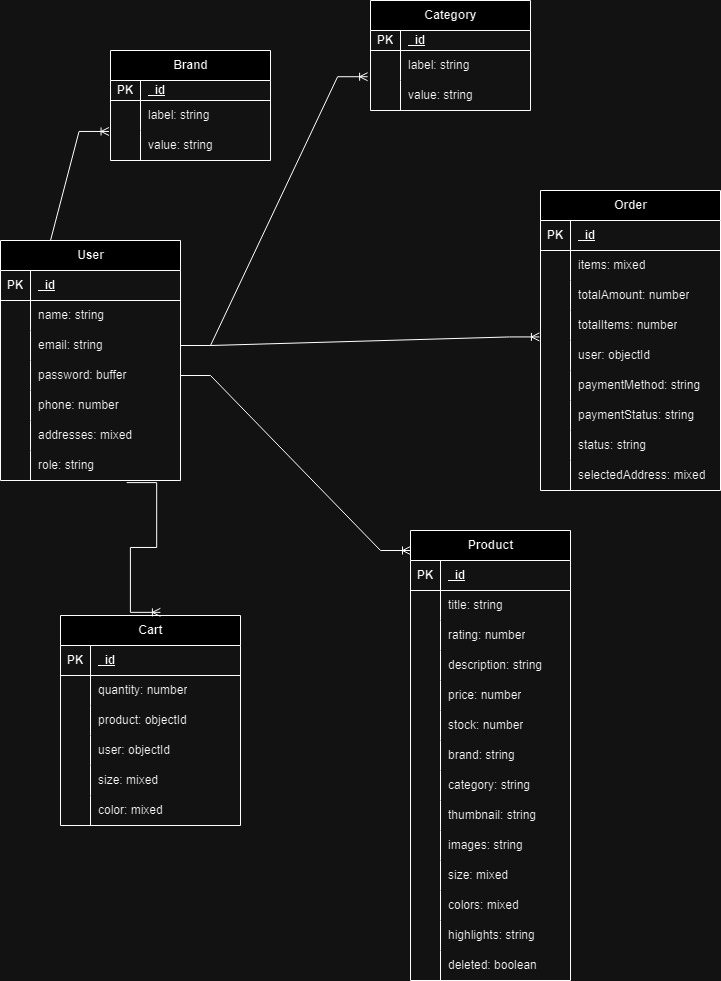 Category
PK _id
label: string
value: string
Brand
PK _id
label: string
value: string
Order
PK _id
items: mixed
totalAmount: number
totalItems: number
user: objectId
paymentMethod: string
paymentStatus: string
status: string
selectedAddress: mixed
User
PK _id
name: string
email: string
password: buffer
phone: number
addresses: mixed
role: string
Product
PK _id
title: string
rating: number
description: string
price: number
stock: number
brand: string
category: string
thumbnail: string
images: string
size: mixed
colors: mixed
highlights: string
deleted: boolean
Cart
PK _id
quantity: number
product: objectId
user: objectId
size: mixed
color: mixed